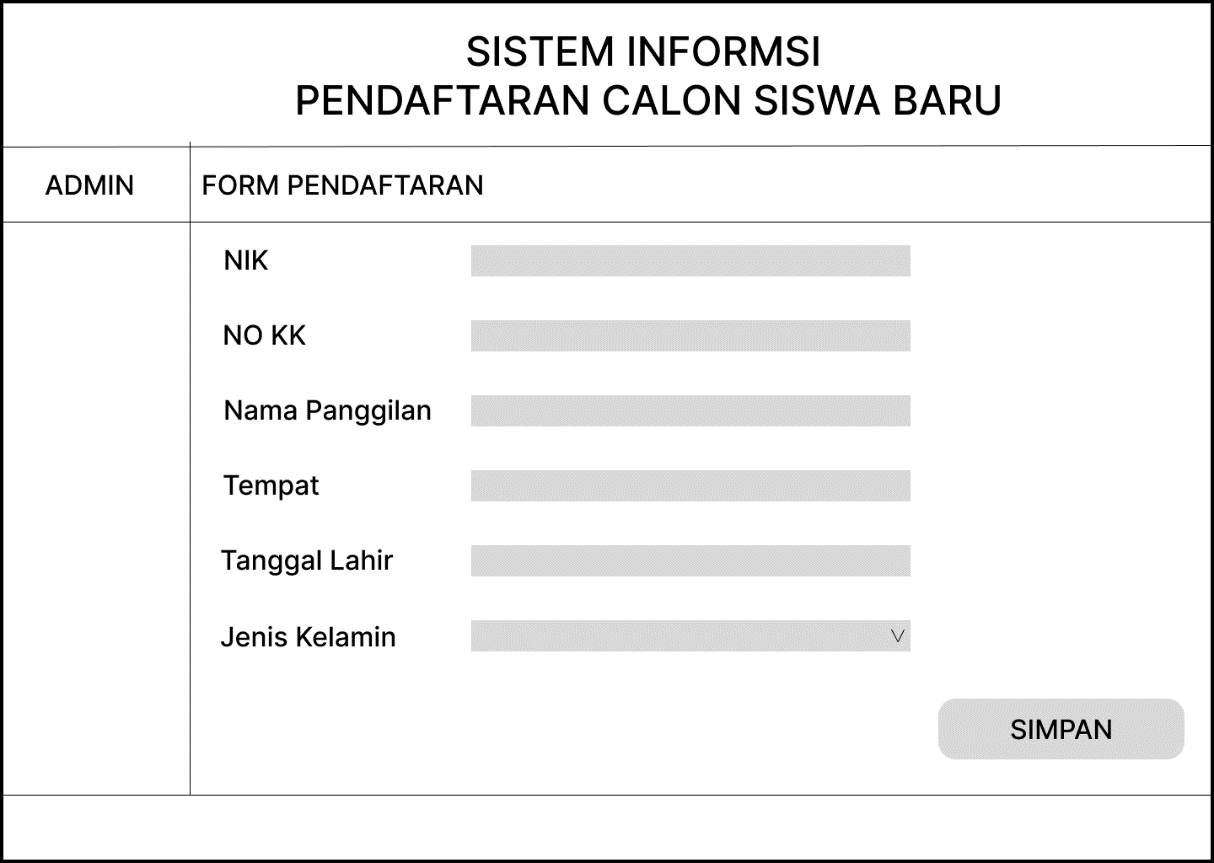 SISTEM INFORMSI
PENDAFTARAN CALON SISWA BARU
ADMIN
FORM PENDAFTARAN
NIK
NO KK
Nama Panggilan
Tempat
Tanggal Lahir
Jenis Kelamin
SIMPAN